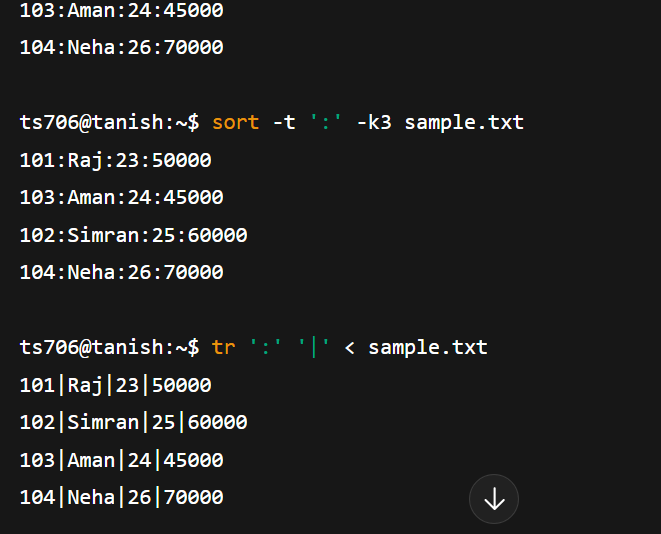 103:Aman:24:45000
104:Neha:26:70000
ts706@tanish:~$ sort -t ':' -k3 sample.txt
101:Raj:23:50000
103:Aman:24:45000
102:Simran:25:60000
104:Neha:26:70000
ts706@tanish:~$ tr ':' '|' < sample.txt
101|Raj|23|50000
102|Simran|25|60000
103|Aman|24|45000
104|Neha|26|70000